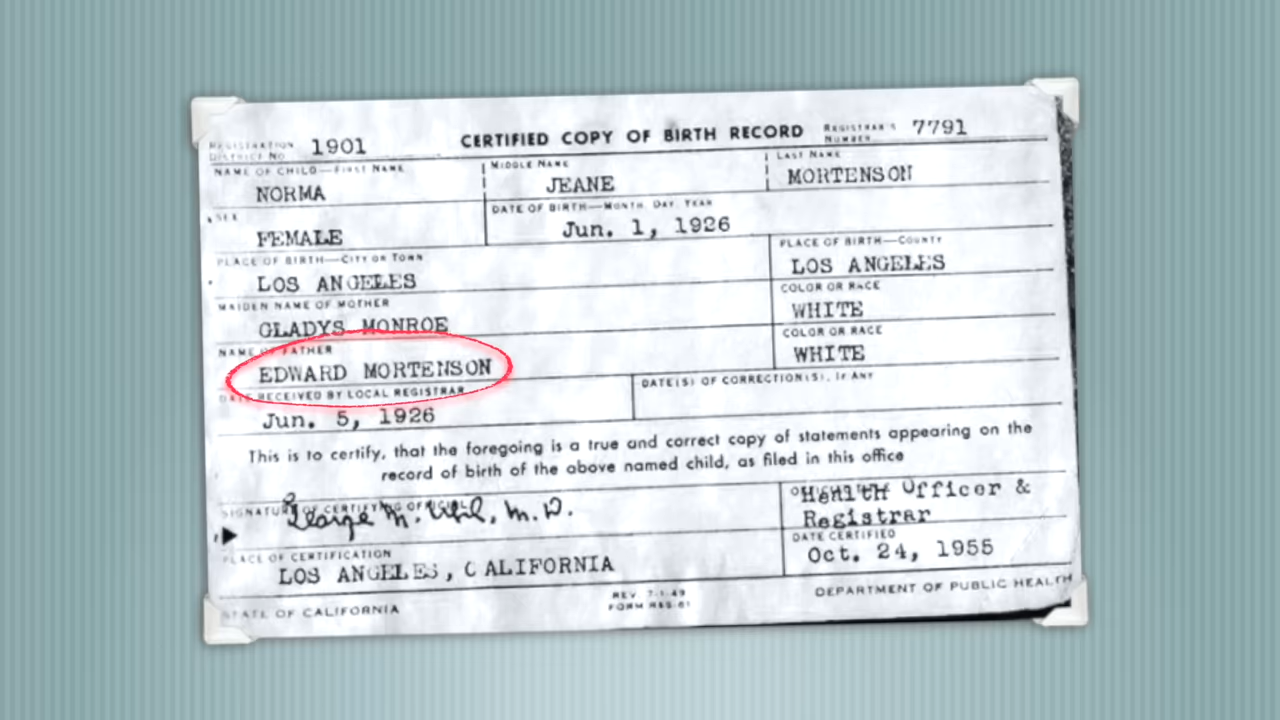 REGISTRATION DISTRICT NO 1901 CERTIFIED COPY OF BIRTH RECORD REGISTRAR'S NUMBER 7791
NAME OF CHILD—FIRST NAME MIDDLE NAME LAST NAME
NORMA JEANE MORTENSON
SEX DATE OF BIRTH—MONTH, DAY, YEAR
FEMALE Jun. 1, 1926
PLACE OF BIRTH—CITY OR TOWN PLACE OF BIRTH—COUNTY
LOS ANGELES LOS ANGELES
MAIDEN NAME OF MOTHER COLOR OR RACE
GLADYS MONROE WHITE
NAME OF FATHER COLOR OR RACE
EDWARD MORTENSON WHITE
DATE RECEIVED BY LOCAL REGISTRAR DATE(S) OF CORRECTION(S), IF ANY
Jun. 5, 1926
This is to certify, that the foregoing is a true and correct copy of statements appearing on the
record of birth of the above named child, as filed in this office
SIGNATURE OF CERTIFYING OFFICIAL
George M. Uhl, M.D.
Health Officer &
Registrar
PLACE OF CERTIFICATION DATE CERTIFIED
LOS ANGELES, CALIFORNIA Oct. 24, 1955
STATE OF CALIFORNIA REV. 7-1-49 DEPARTMENT OF PUBLIC HEALTH
FORM